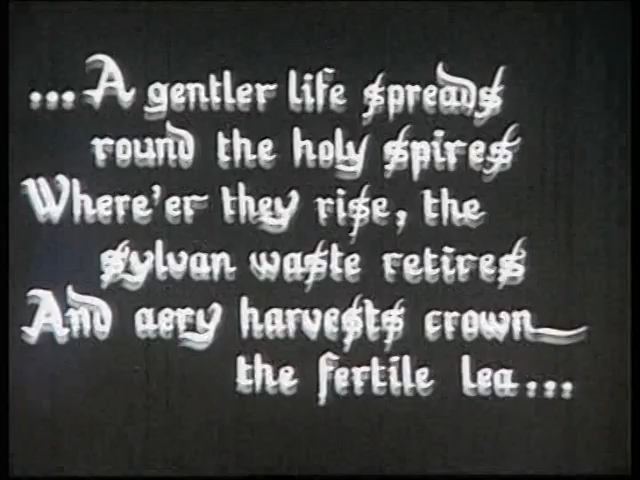 ...A gentler life spreads
round the holy spires
Where'er they rise, the
sylvan waste retires
And aery harvests crown
the fertile lea...